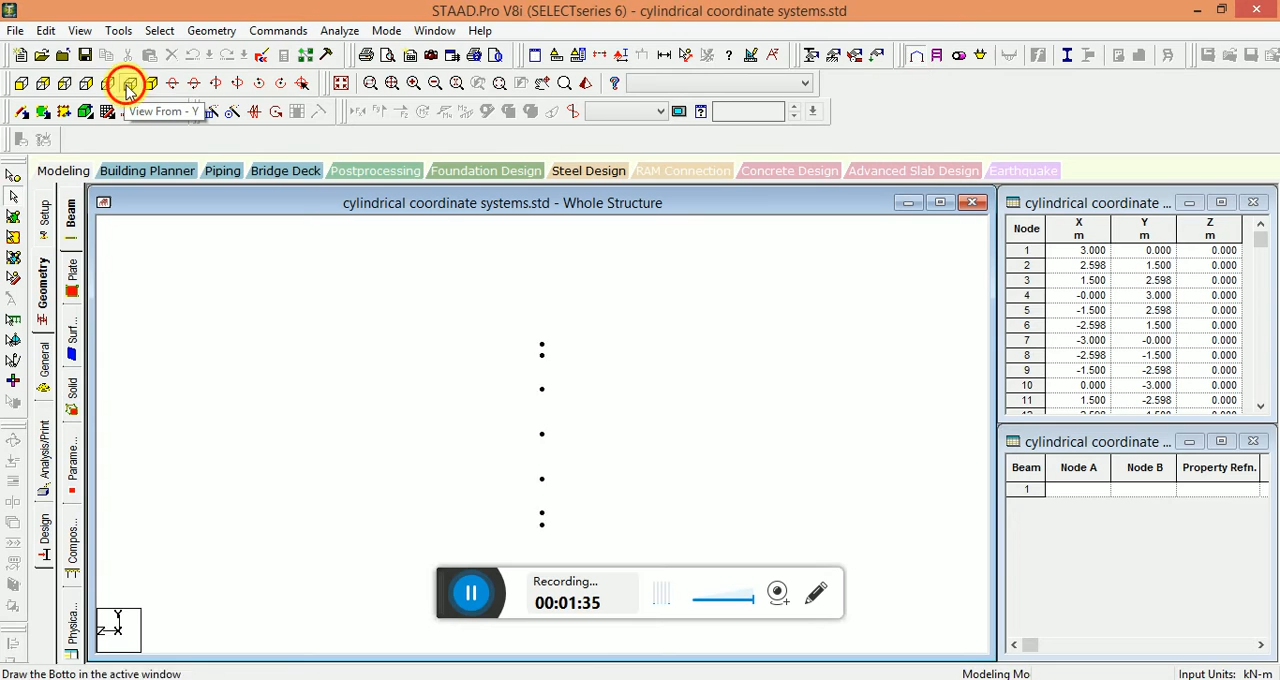 STAAD.Pro V8i (SELECTseries 6) - cylindrical coordinate systems.std
File Edit View Tools Select Geometry Commands Analyze Mode Window Help
View From - Y
Modeling Building Planner Piping Bridge Deck Postprocessing Foundation Design Steel Design RAM Connection Concrete Design Advanced Slab Design Earthquake
Setup
Geometry
General
Analysis/Print
Design
Beam
Plate
Surf...
Solid
Parame...
Compos...
Physica...
cylindrical coordinate systems.std - Whole Structure
Y
Z X
Recording...
00:01:35
cylindrical coordinate ...
Node X m Y m Z m
1 3.000 0.000 0.000
2 2.598 1.500 0.000
3 1.500 2.598 0.000
4 -0.000 3.000 0.000
5 -1.500 2.598 0.000
6 -2.598 1.500 0.000
7 -3.000 -0.000 0.000
8 -2.598 -1.500 0.000
9 -1.500 -2.598 0.000
10 0.000 -3.000 0.000
11 1.500 -2.598 0.000
cylindrical coordinate ...
Beam Node A Node B Property Refn.
1
Draw the Botto in the active window
Modeling Mo
Input Units: kN-m